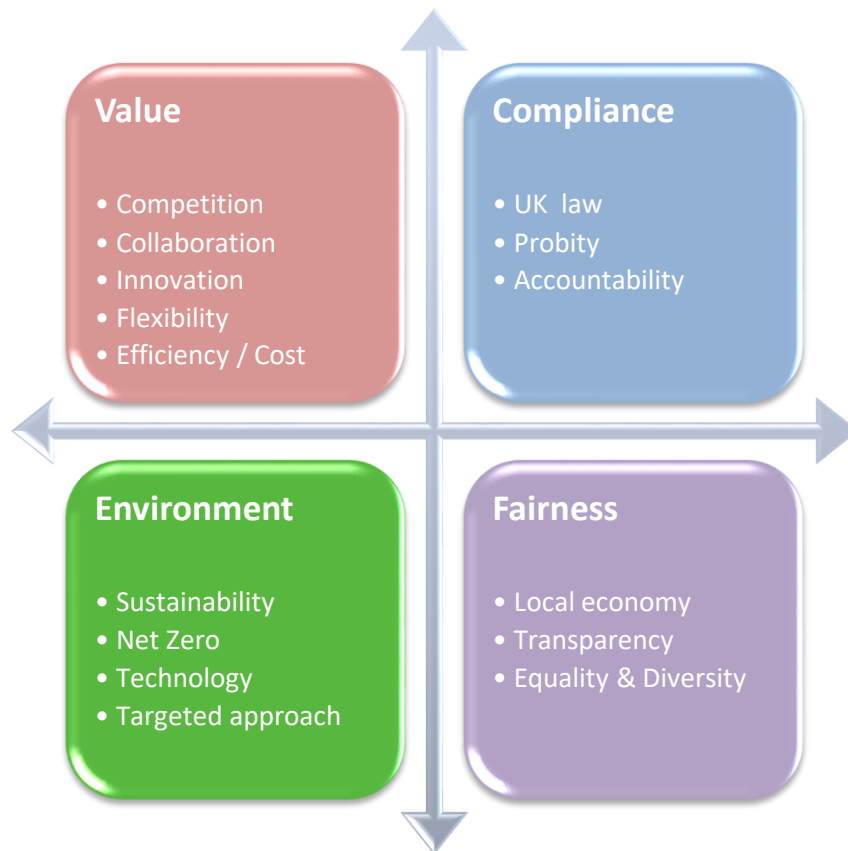 Value
• Competition
• Collaboration
• Innovation
• Flexibility
• Efficiency / Cost
Compliance
• UK  law
• Probity
• Accountability
Environment
• Sustainability
• Net Zero
• Technology
• Targeted approach
Fairness
• Local economy
• Transparency
• Equality & Diversity